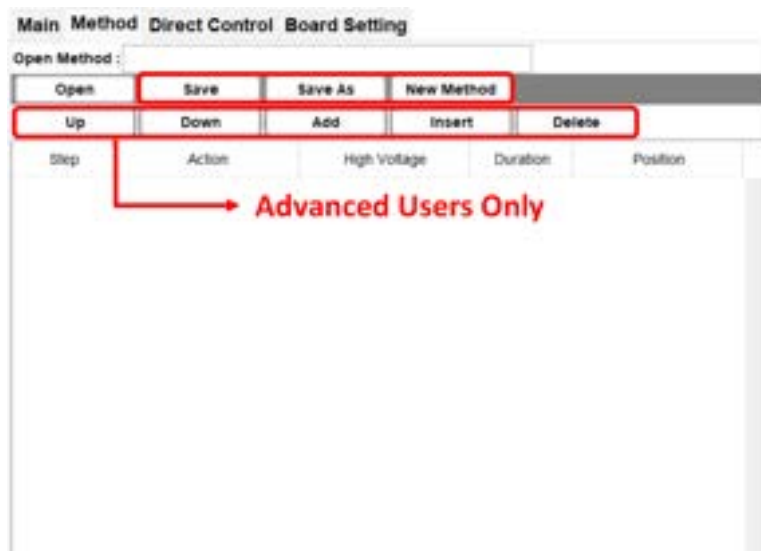 Main Method Direct Control Board Setting
Open Method :
Open Save Save As New Method
Up Down Add Insert Delete
Step Action High Voltage Duration Position
Advanced Users Only